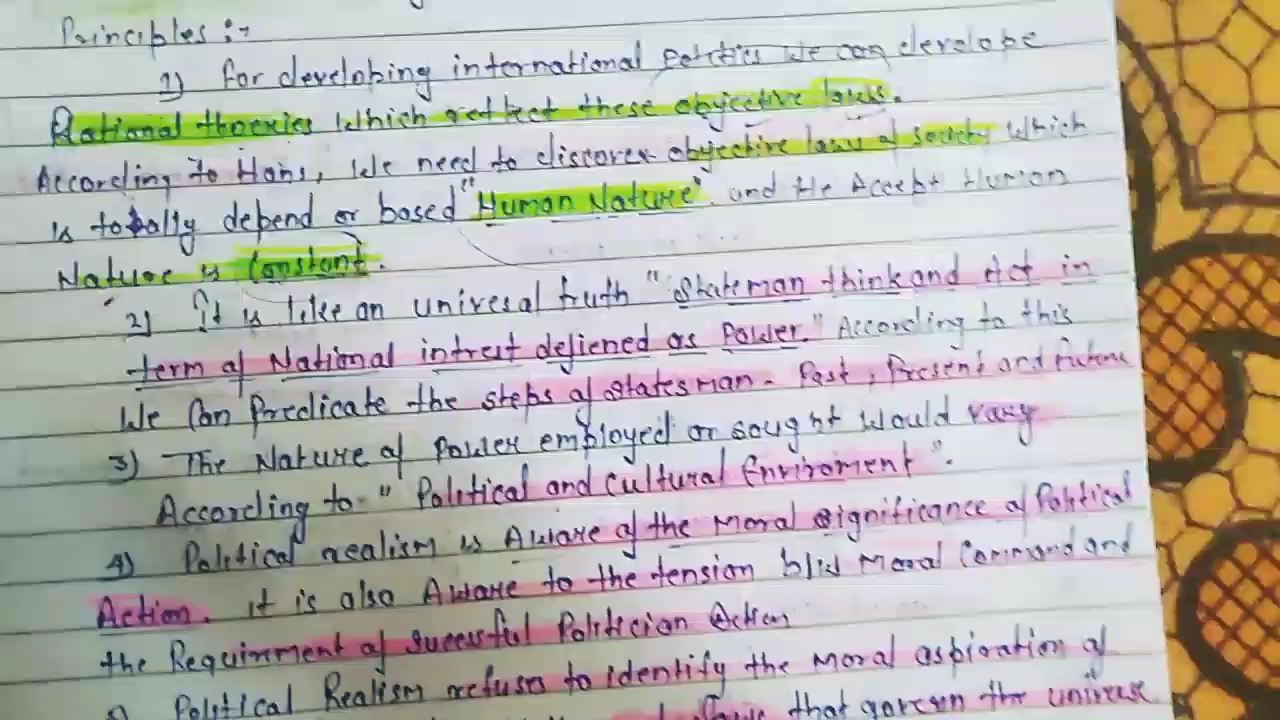 Principles :-
1) For developing international politics we can develope
Rational theories which reflect these objective laws.
According to Hans, we need to discover objective laws of society which
is totally depend or based "Human Nature" and He Accept Human
Nature is Constant.
2) It is like an univesal truth "Stateman think and Act in
term of National intrest defiened as Power." According to this
We Can Predicate the steps of statesman - Past, Present and Future
3) The Nature of Power employed or sought would vary
According to " Political and cultural Enviroment ".
4) Political realism is Aware of the moral significance of Political
Action. it is also Aware to the tension b/w moral Command and
the Requirment of sucessful Politician Action
5) Political Realism refuses to identify the moral aspiration of
that govern the universe